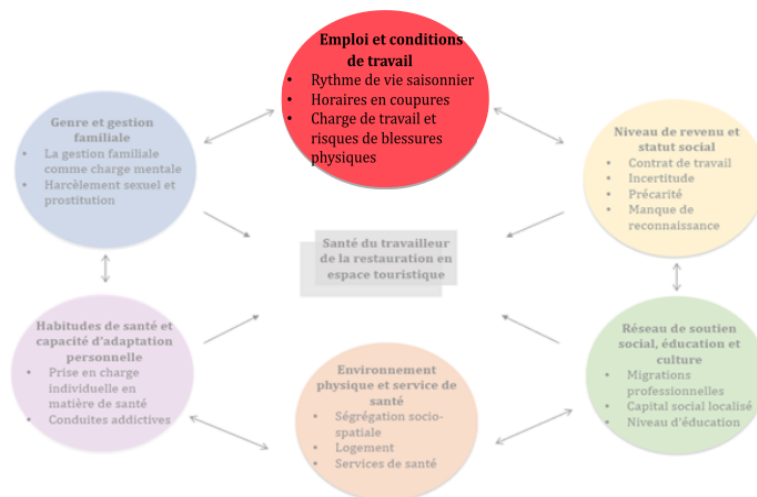 Emploi et conditions
de travail
• Rythme de vie saisonnier
• Horaires en coupures
• Charge de travail et
risques de blessures
physiques
Genre et gestion
familiale
• La gestion familiale
comme charge mentale
• Harcèlement sexuel et
prostitution
Niveau de revenu et
statut social
• Contrat de travail
• Incertitude
• Précarité
• Manque de
reconnaissance
Santé du travailleur
de la restauration en
espace touristique
Habitudes de santé et
capacité d'adaptation
personnelle
• Prise en charge
individuelle en
matière de santé
• Conduites addictives
Environnement
physique et service de
santé
• Ségrégation socio-
spatiale
• Logement
• Services de santé
Réseau de soutien
social, éducation et
culture
• Migrations
professionnelles
• Capital social localisé
• Niveau d'éducation